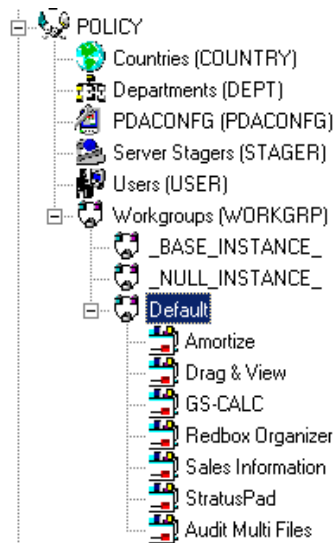 POLICY
Countries (COUNTRY)
Departments (DEPT)
PDACONFG (PDACONFG)
Server Stagers (STAGER)
Users (USER)
Workgroups (WORKGRP)
_BASE_INSTANCE_
_NULL_INSTANCE_
Default
Amortize
Drag & View
GS-CALC
Redbox Organizer
Sales Information
StratusPad
Audit Multi Files